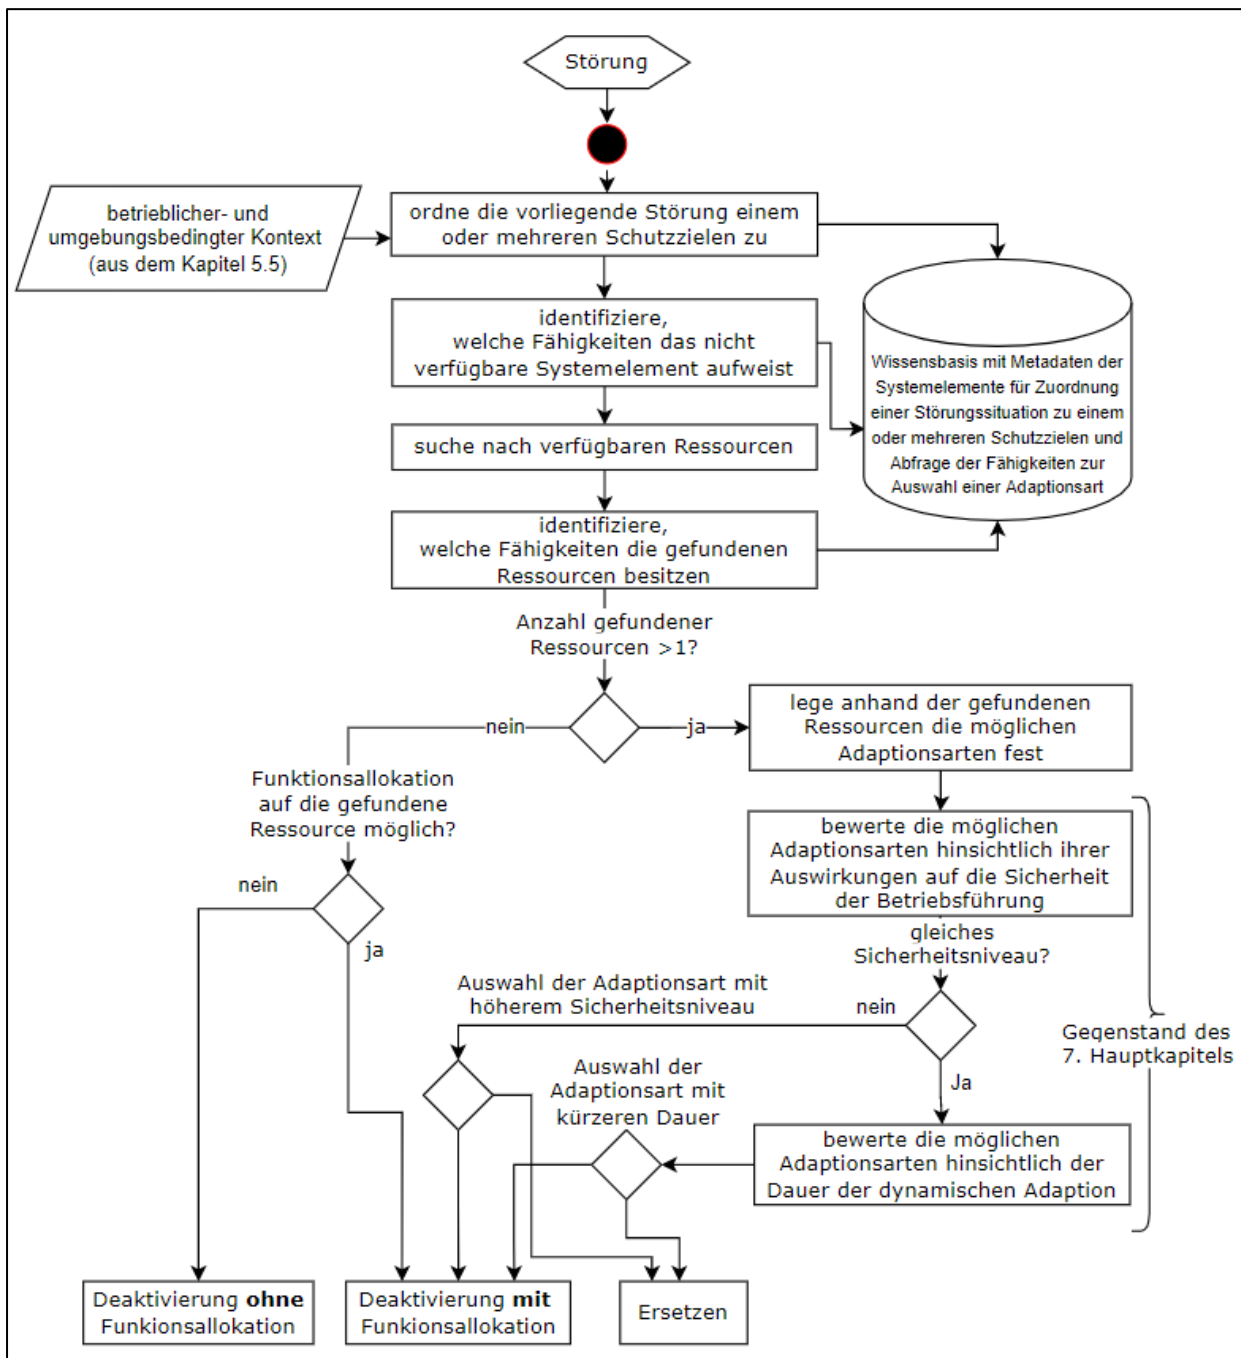 Störung
betrieblicher- und
umgebungsbedingter Kontext
(aus dem Kapitel 5.5)
ordne die vorliegende Störung einem
oder mehreren Schutzzielen zu
identifiziere,
welche Fähigkeiten das nicht
verfügbare Systemelement aufweist
Wissensbasis mit Metadaten der
Systemelemente für Zuordnung
einer Störungssituation zu einem
oder mehreren Schutzzielen und
Abfrage der Fähigkeiten zur
Auswahl einer Adaptionsart
suche nach verfügbaren Ressourcen
identifiziere,
welche Fähigkeiten die gefundenen
Ressourcen besitzen
Anzahl gefundener
Ressourcen >1?
nein
ja
lege anhand der gefundenen
Ressourcen die möglichen
Adaptionsarten fest
Funktionsallokation
auf die gefundene
Ressource möglich?
nein
ja
bewerte die möglichen
Adaptionsarten hinsichtlich ihrer
Auswirkungen auf die Sicherheit
der Betriebsführung
gleiches
Sicherheitsniveau?
Auswahl der Adaptionsart mit
höherem Sicherheitsniveau
nein
Ja
Gegenstand des
7. Hauptkapitels
Auswahl der
Adaptionsart mit
kürzeren Dauer
bewerte die möglichen
Adaptionsarten hinsichtlich der
Dauer der dynamischen Adaption
Deaktivierung ohne
Funkionsallokation
Deaktivierung mit
Funkionsallokation
Ersetzen